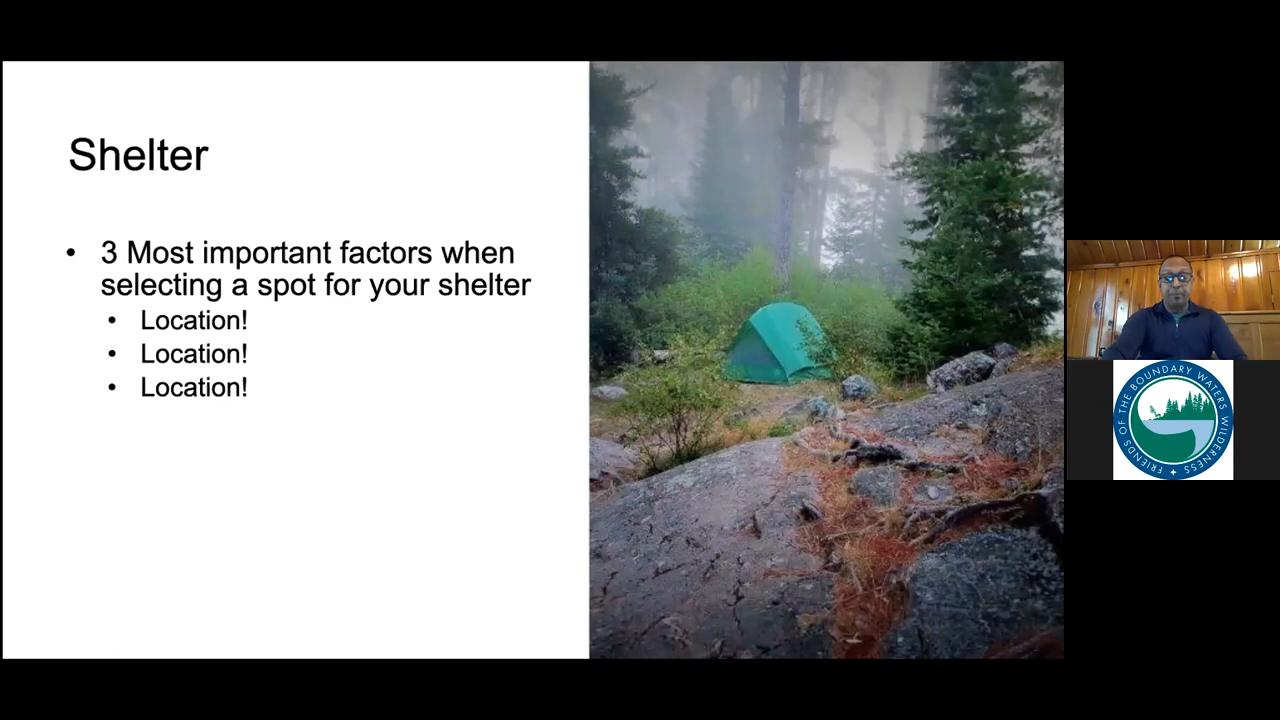 Shelter
• 3 Most important factors when
selecting a spot for your shelter
• Location!
• Location!
• Location!
FRIENDS OF THE BOUNDARY WATERS WILDERNESS